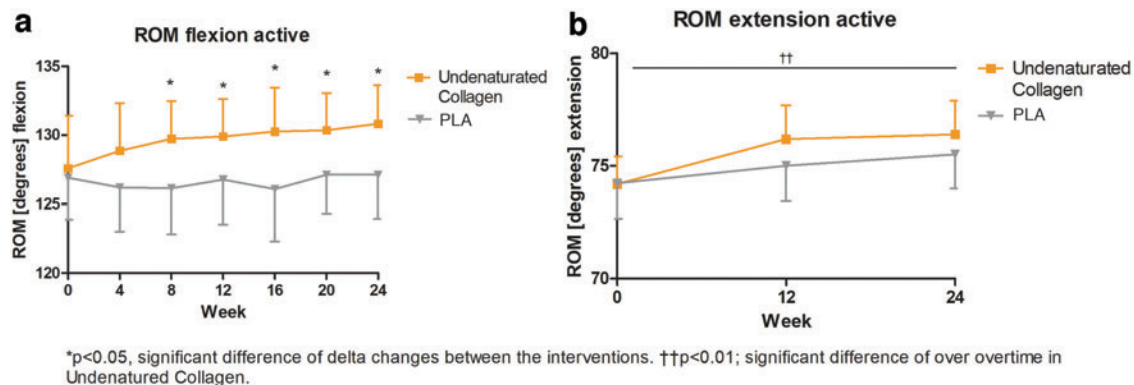 a
ROM flexion active
ROM [degrees] flexion
135
130
125
120
* * * * *
0 4 8 12 16 20 24
Week
Undenaturated
Collagen
PLA
b
ROM extension active
ROM [degrees] extension
80
75
70
††
0 12 24
Week
Undenaturated
Collagen
PLA
*p<0.05, significant difference of delta changes between the interventions. ††p<0.01; significant difference of over overtime in
Undenatured Collagen.